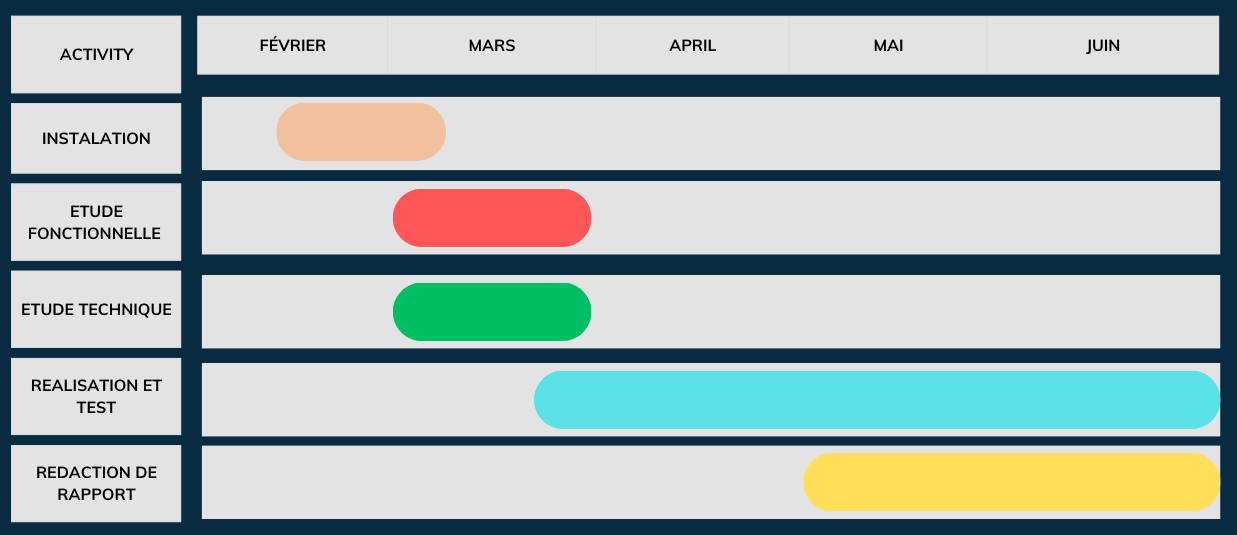 ACTIVITY
FÉVRIER
MARS
APRIL
MAI
JUIN
INSTALATION
ETUDE
FONCTIONNELLE
ETUDE TECHNIQUE
REALISATION ET
TEST
REDACTION DE
RAPPORT